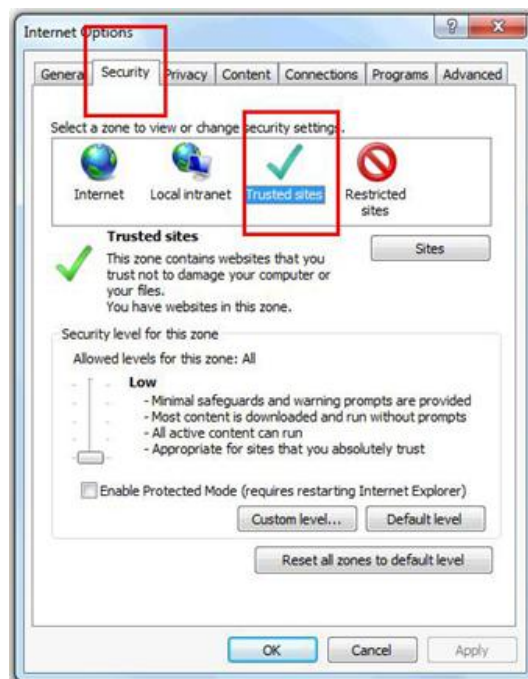 Internet Options
General Security Privacy Content Connections Programs Advanced
Select a zone to view or change security settings.
Internet Local intranet Trusted sites Restricted sites
Trusted sites
Sites
This zone contains websites that you
trust not to damage your computer or
your files.
You have websites in this zone.
Security level for this zone
Allowed levels for this zone: All
Low
- Minimal safeguards and warning prompts are provided
- Most content is downloaded and run without prompts
- All active content can run
- Appropriate for sites that you absolutely trust
Enable Protected Mode (requires restarting Internet Explorer)
Custom level... Default level
Reset all zones to default level
OK Cancel Apply